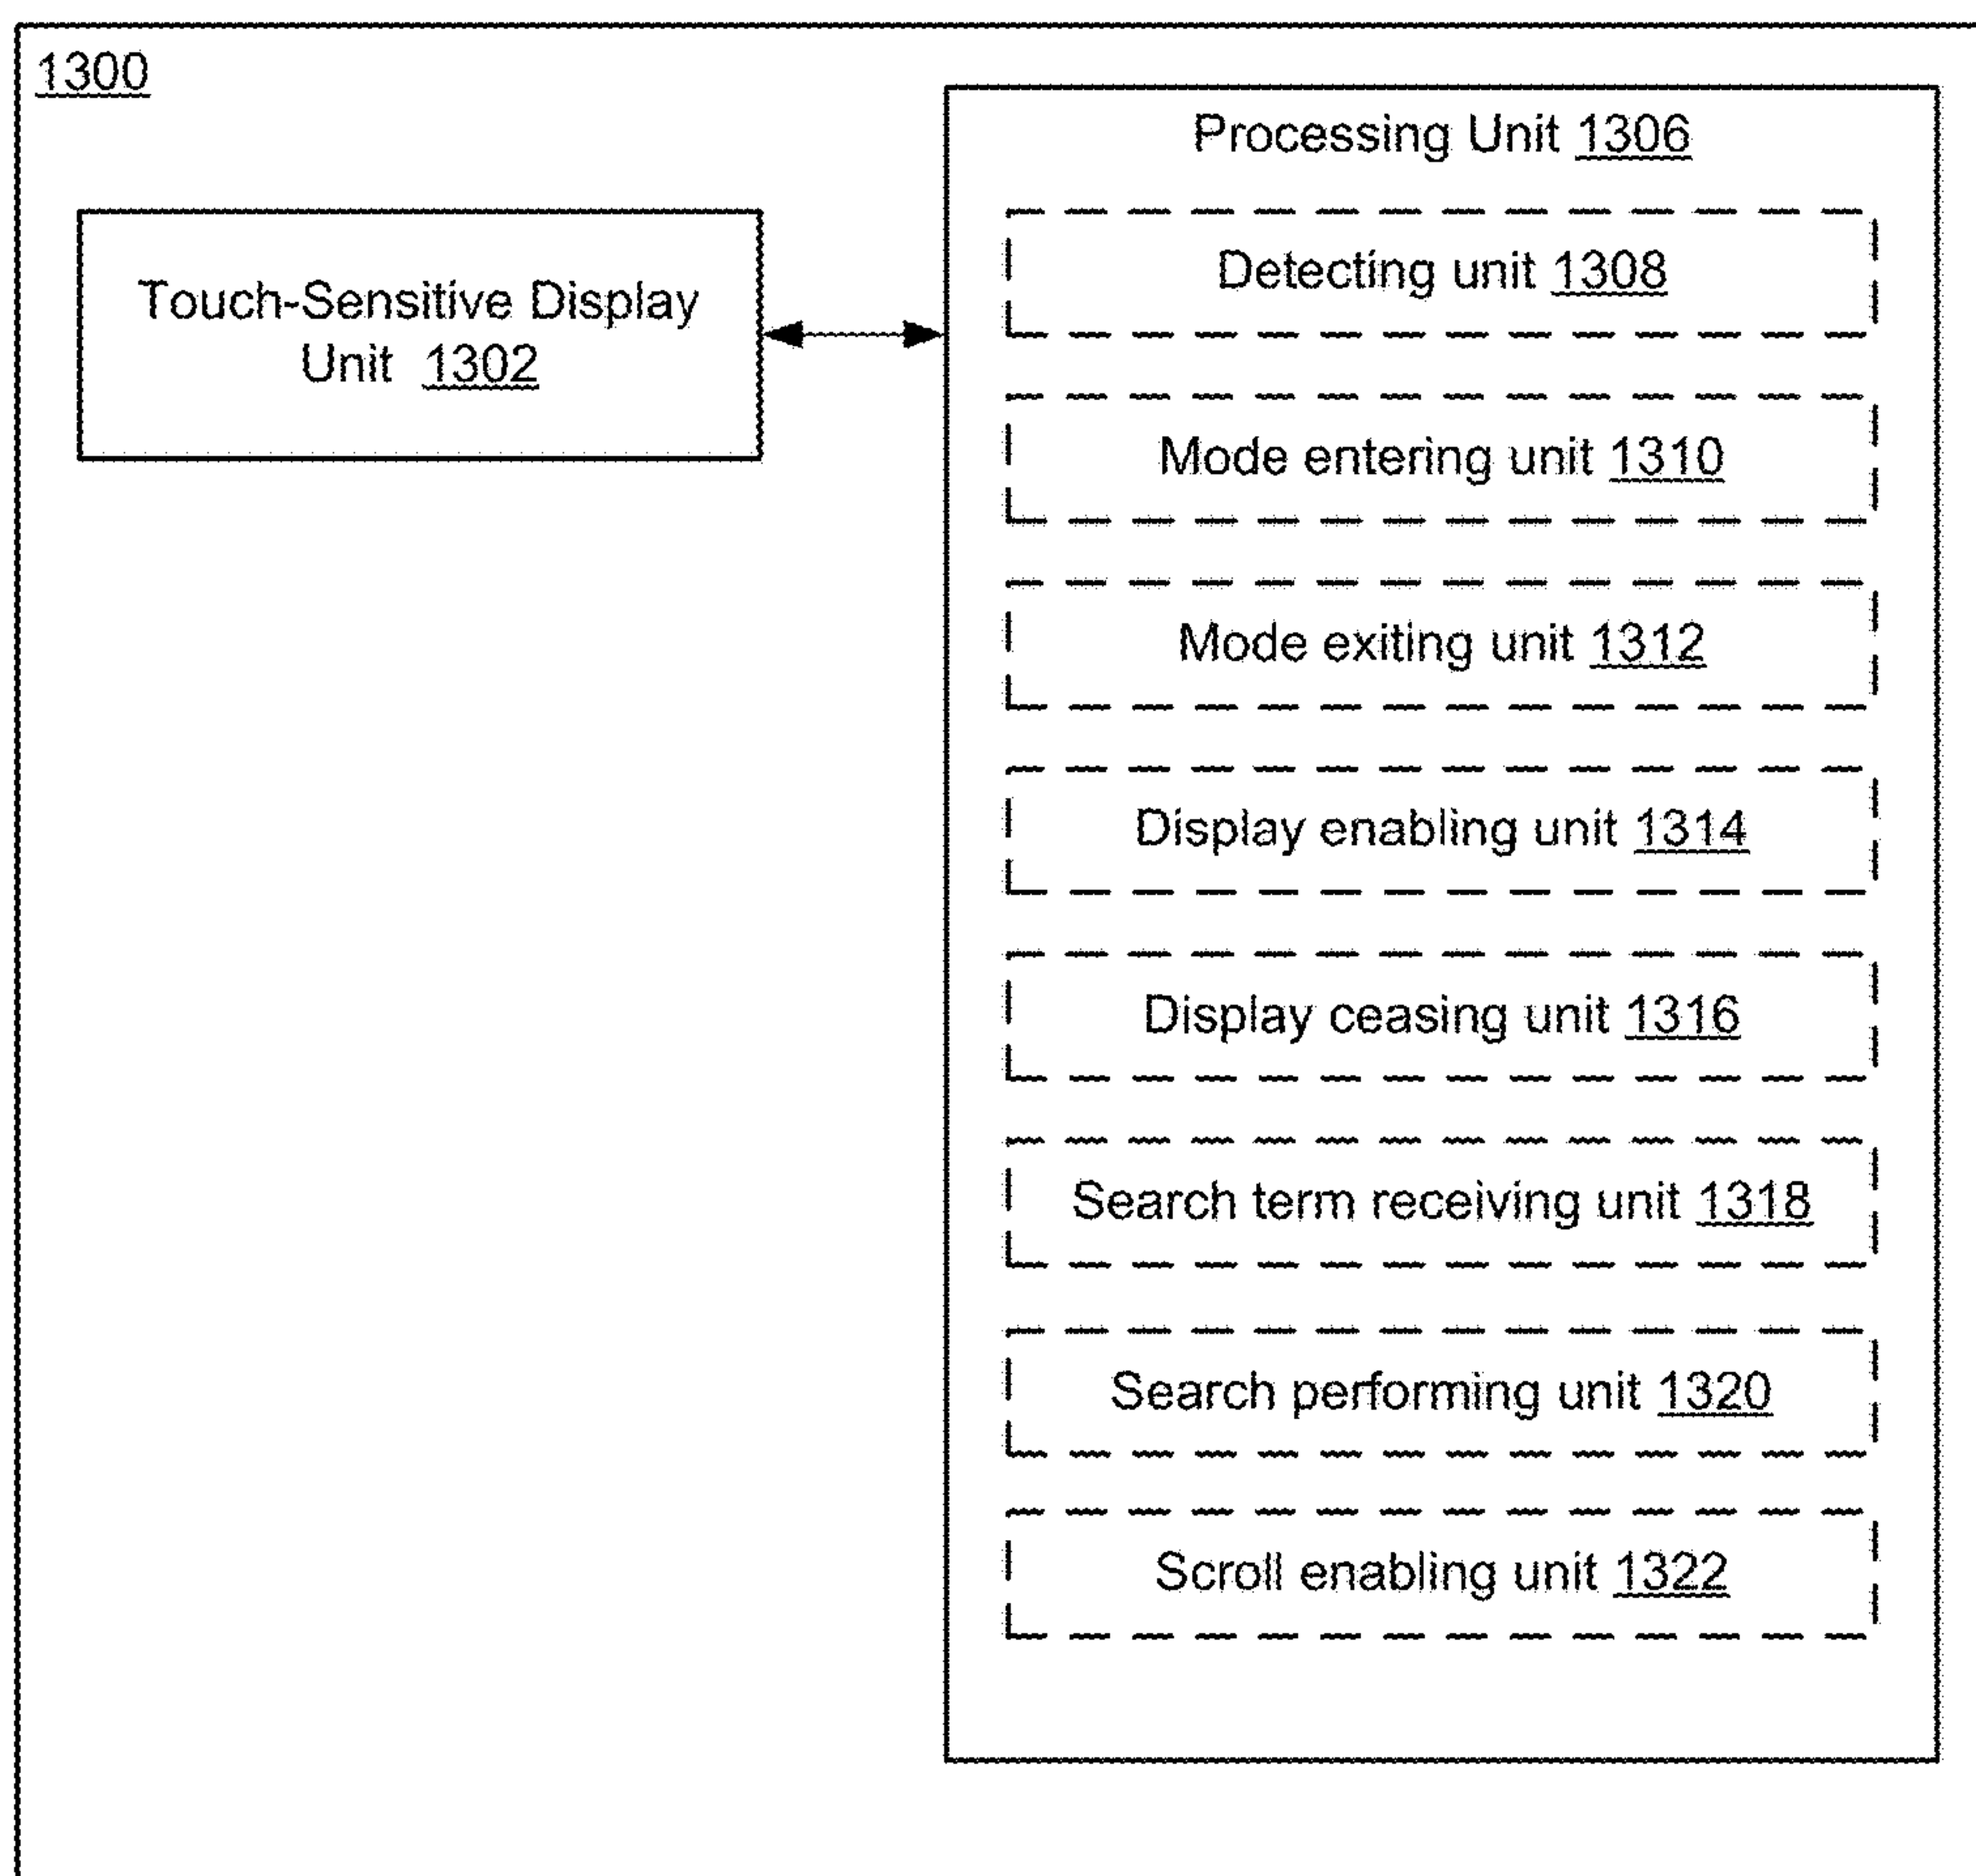 1300
Processing Unit 1306
Touch-Sensitive Display
Unit 1302
Detecting unit 1308
Mode entering unit 1310
Mode exiting unit 1312
Display enabling unit 1314
Display ceasing unit 1316
Search term receiving unit 1318
Search performing unit 1320
Scroll enabling unit 1322